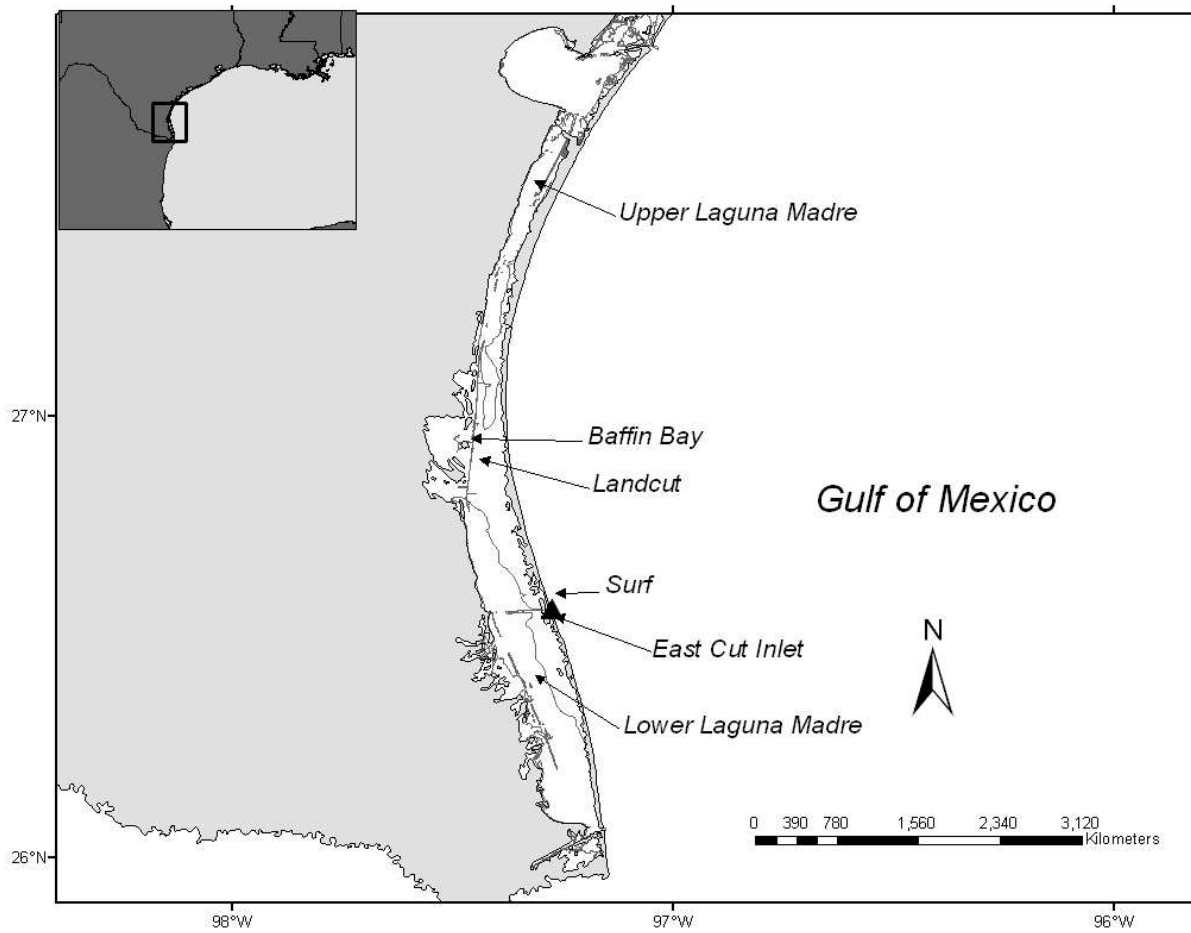 Upper Laguna Madre
27°N
Baffin Bay
Landcut
Gulf of Mexico
Surf
East Cut Inlet
N
Lower Laguna Madre
0 390 780 1,560 2,340 3,120
Kilometers
26°N
98°W 97°W 96°W